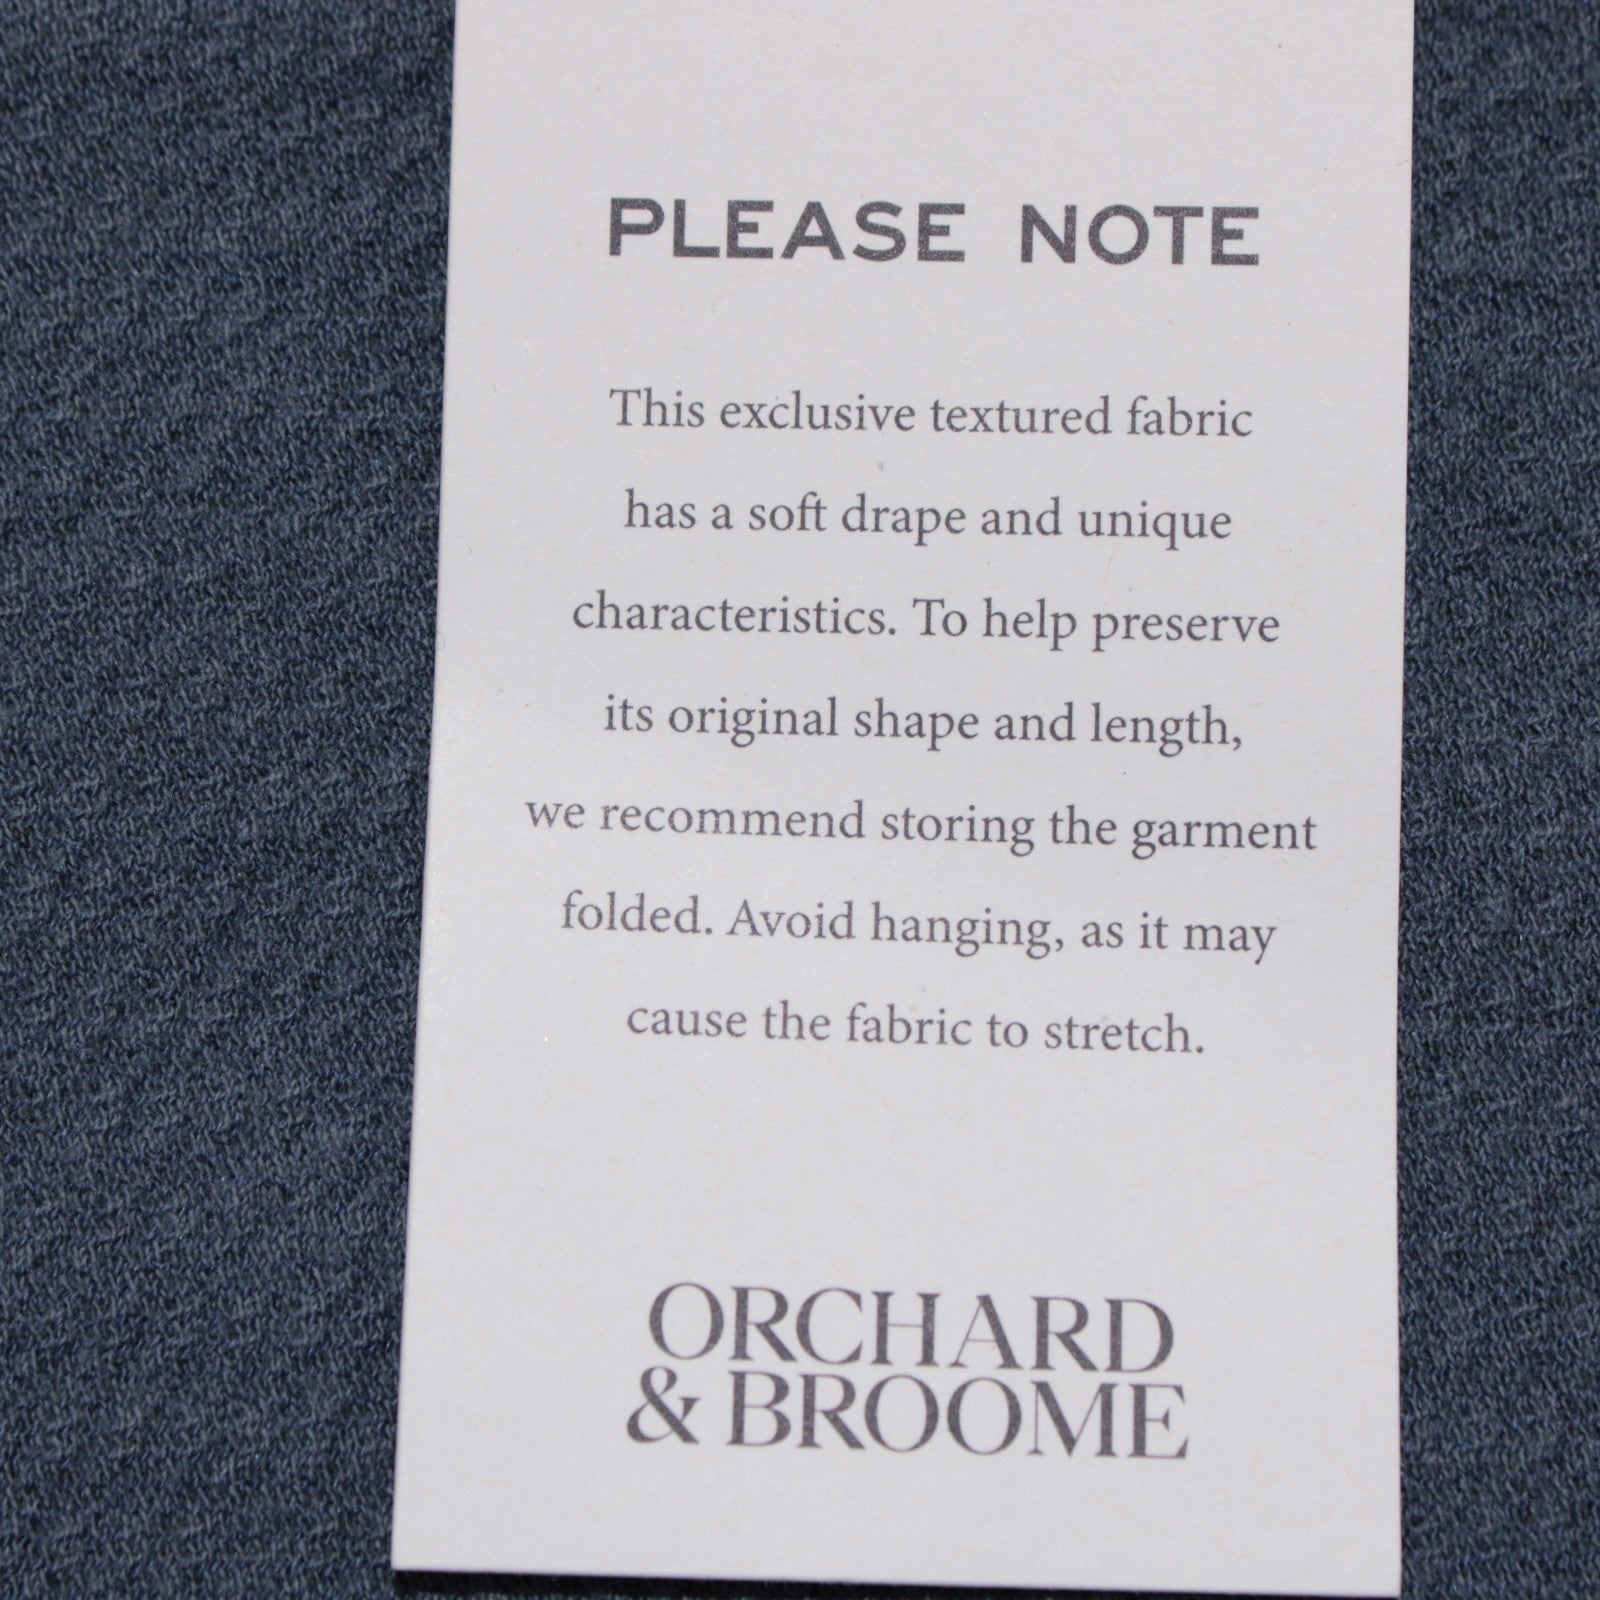 PLEASE NOTE
This exclusive textured fabric
has a soft drape and unique
characteristics. To help preserve
its original shape and length,
we recommend storing the garment
folded. Avoid hanging, as it may
cause the fabric to stretch.
ORCHARD
& BROOME